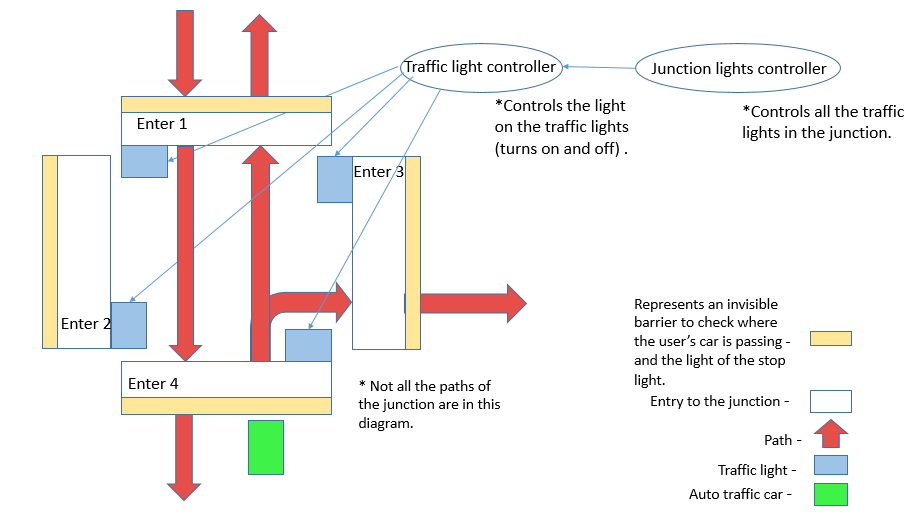 Traffic light controller
Junction lights controller
*Controls the light
on the traffic lights
(turns on and off) .
*Controls all the traffic
lights in the junction.
Enter 1
Enter 3
Enter 2
Enter 4
* Not all the paths of
the junction are in this
diagram.
Represents an invisible
barrier to check where
the user's car is passing -
and the light of the stop
light.
Entry to the junction -
Path -
Traffic light -
Auto traffic car -